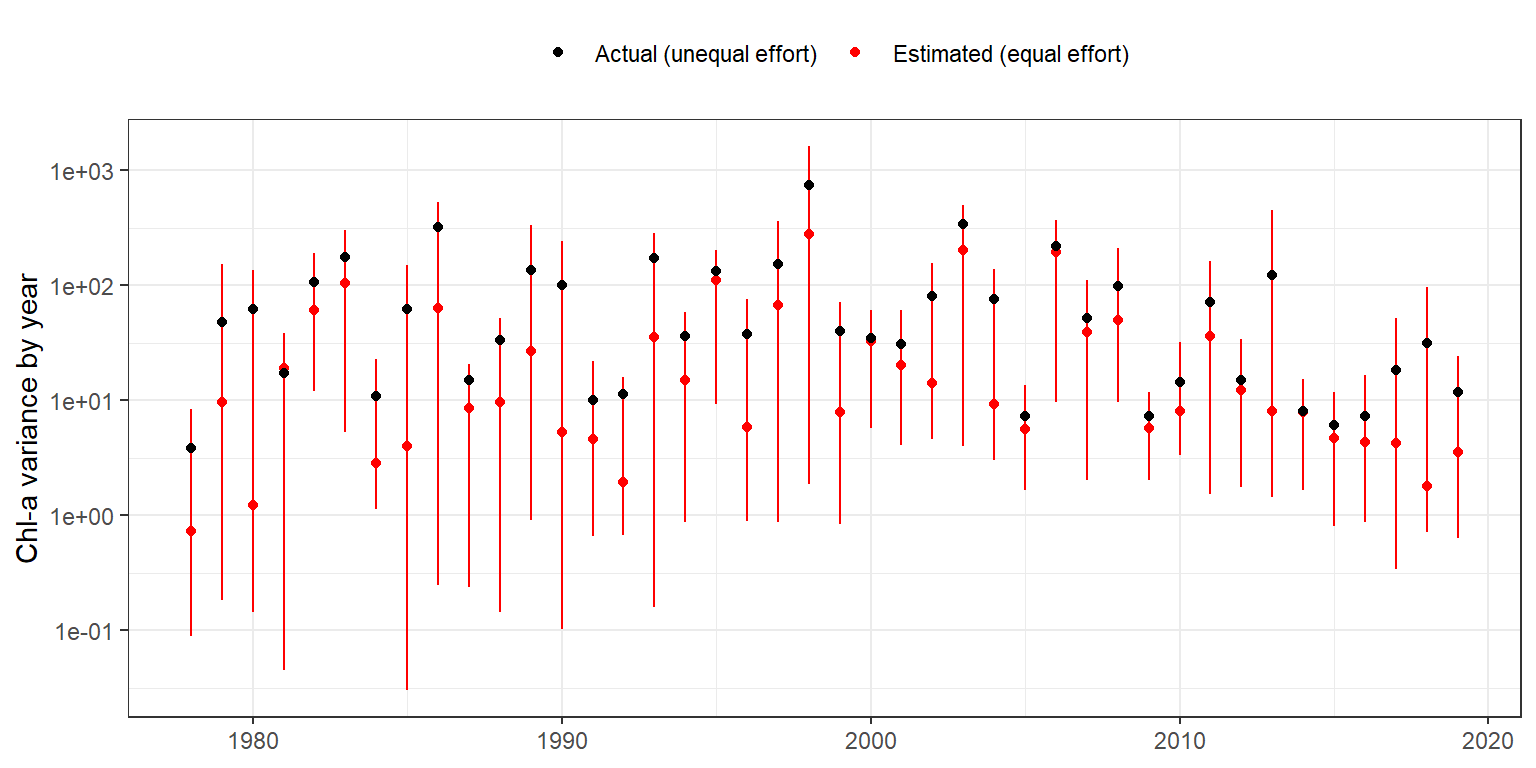 Actual (unequal effort) Estimated (equal effort)
Chl-a variance by year
1e+03
1e+02
1e+01
1e+00
1e-01
1980 1990 2000 2010 2020